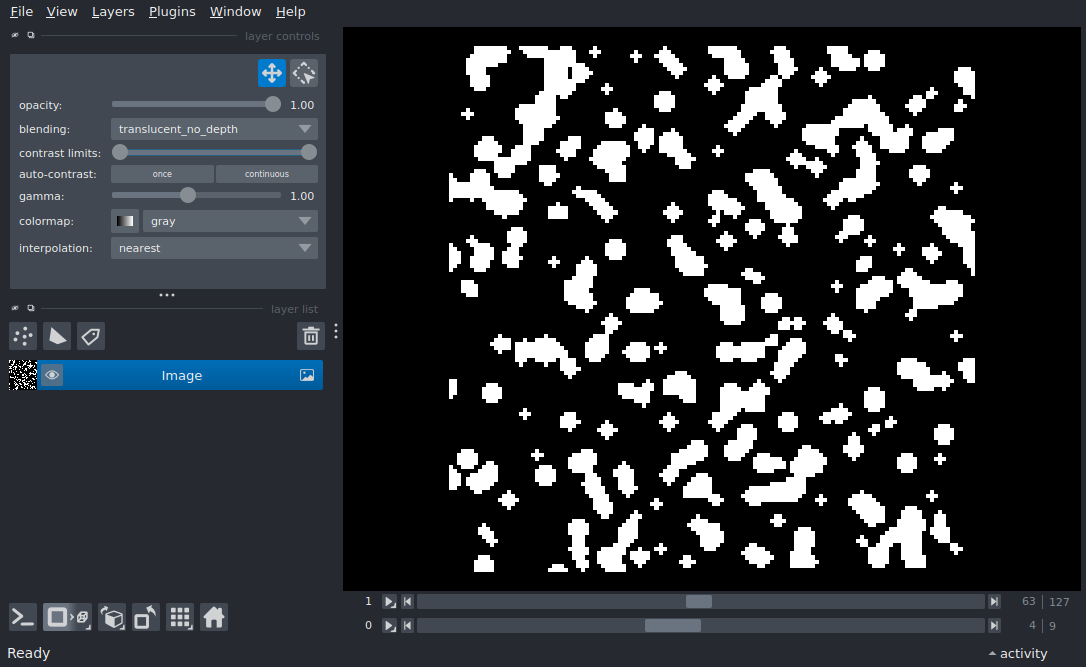 File View Layers Plugins Window Help
layer controls
opacity: 1.00
blending: translucent_no_depth
contrast limits:
auto-contrast: once continuous
gamma: 1.00
colormap: gray
interpolation: nearest
layer list
Image
1 63 127
0 4 9
Ready activity